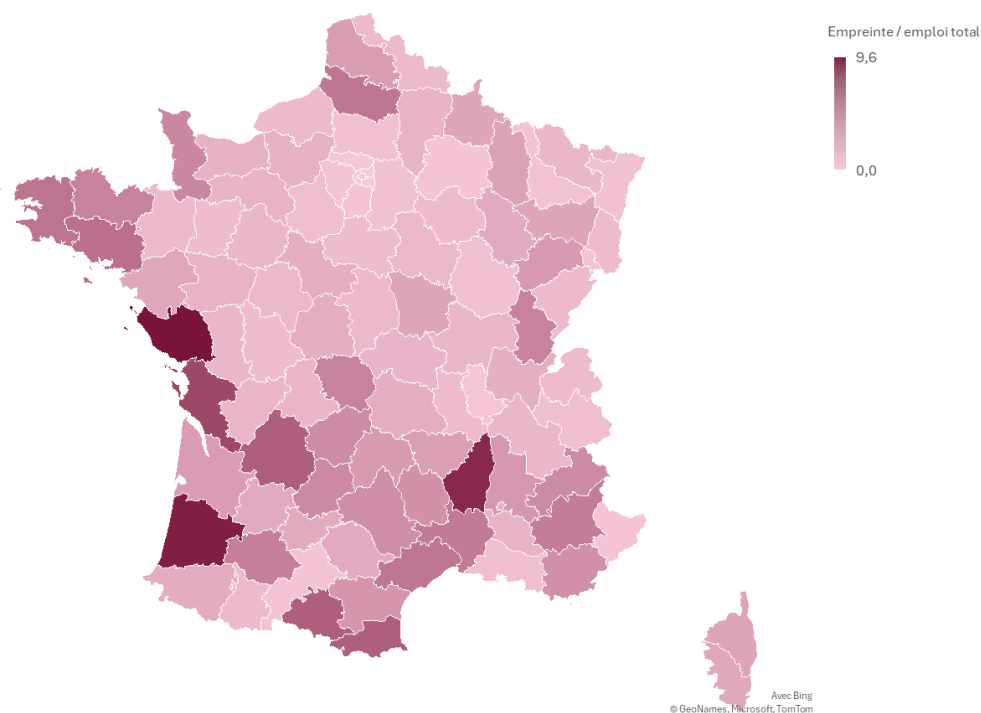 Empreinte / emploi total
9,6
0,0
Avec Bing
© GeoNames, Microsoft, TomTom